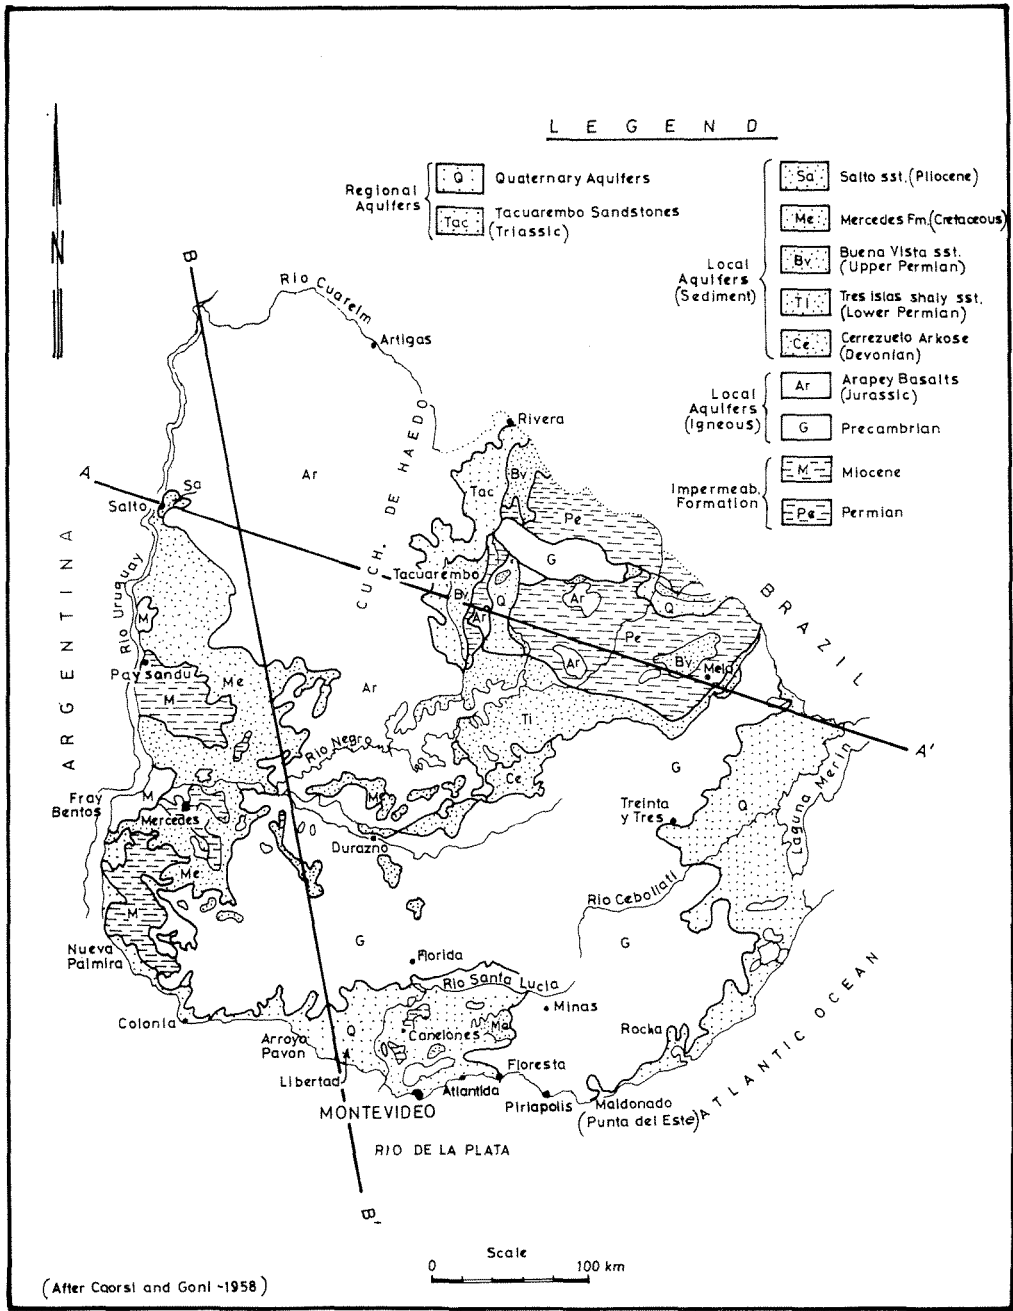 LEGEND
Regional
Aquifers
Q Quaternary Aquifers
Tac Tacuarembo Sandstones
(Triassic)
Local
Aquifers
(Sediment)
Sa Salto sst. (Pliocene)
Me Mercedes Fm. (Cretaceous)
Bv Buena Vista sst.
(Upper Permian)
Ti Tres islas shaly sst.
(Lower Permian)
Ce Cerrezuelo Arkose
(Devonian)
Local
Aquifers
(Igneous)
Ar Arapey Basalts
(Jurassic)
G Precambrian
Impermeab.
Formation
M Miocene
Pe Permian
N
B
Rio Cuareim
Artigas
Rivera
CUCH. DE HAEDO
Ar
Bv
Tac
Pe
A
Sa
Salto
G
Tacuarembo
Bv
Q
Ar
Ar
Q
ARGENTINA
Rio Uruguay
BRAZIL
M
Pe
Ar
Bv
Melo
Paysandu
M
Me
Ar
Ti
A'
Rio Negro
G
Ce
Me
Fray
Bentos
M
Mercedes
Treinta
y Tres
Q
Laguna Merin
Durazno
Me
Rio Cebollati
M
G
G
Nueva
Palmira
Florida
Rio Santa Lucia
Minas
Colonia
Q
Canelones
Arroyo
Pavon
Rocha
Libertad
Atlantida
Floresta
MONTEVIDEO
Piriapolis
Maldonado
(Punta del Este)
ATLANTIC OCEAN
RIO DE LA PLATA
B'
Scale
0 100 km
(After Caorsi and Goni -1958)